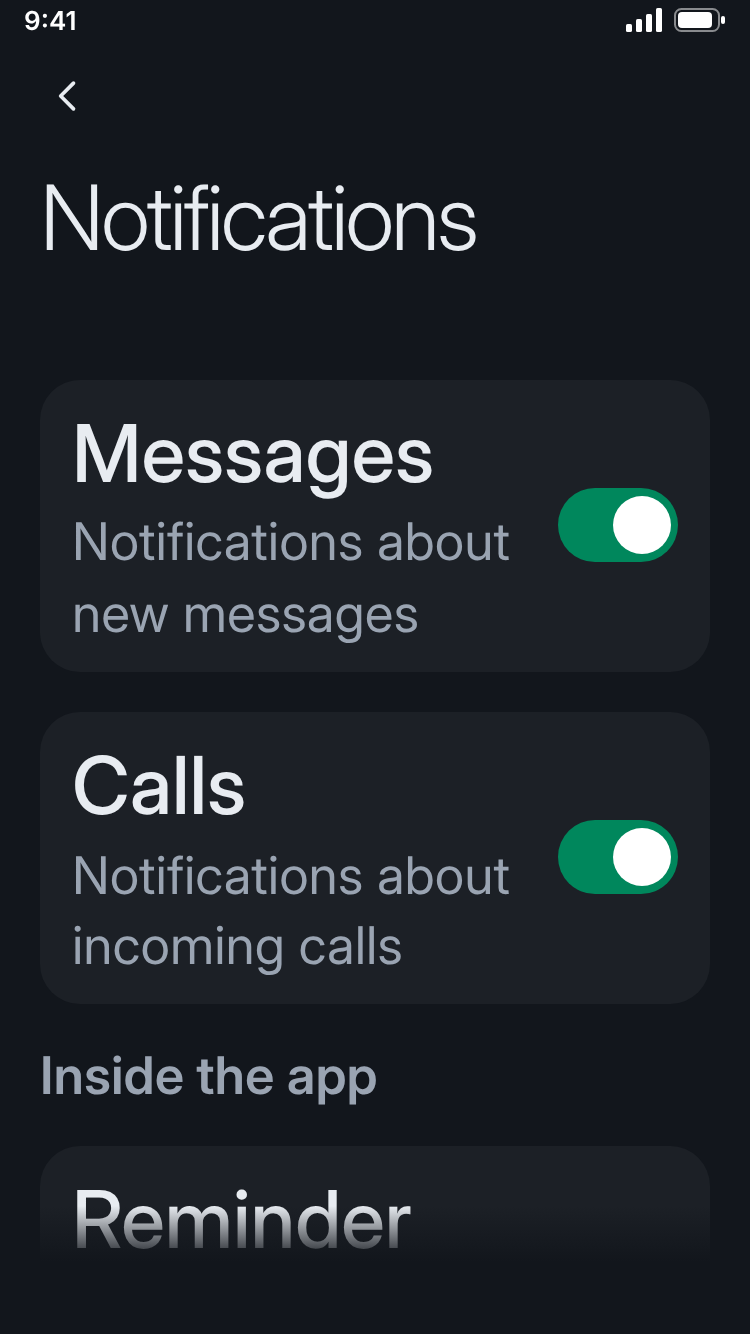 9:41
Notifications
Messages
Notifications about
new messages
Calls
Notifications about
incoming calls
Inside the app
Reminder